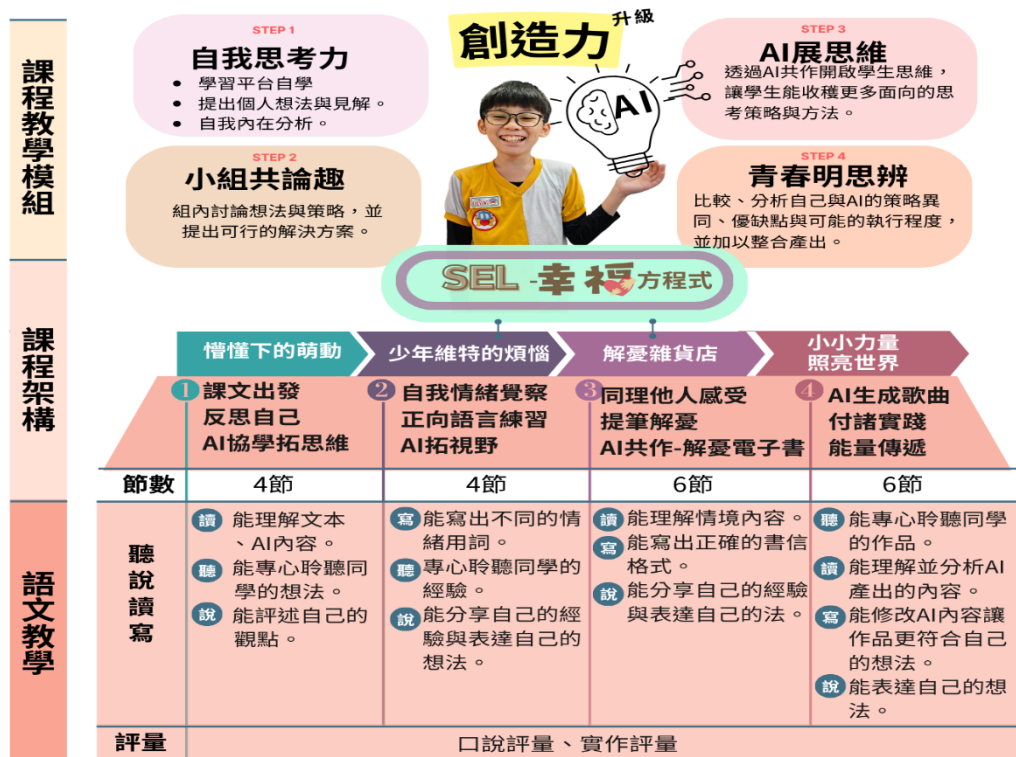 課程教學模組
STEP 1
自我思考力
• 學習平台自學
• 提出個人想法與見解。
• 自我內在分析。
STEP 2
小組共論趣
組內討論想法與策略，並
提出可行的解決方案。
創造力
升級
AI
STEP 3
AI展思維
透過AI共作開啟學生思維，
讓學生能收穫更多面向的思
考策略與方法。
STEP 4
青春明思辨
比較、分析自己與AI的策略異
同、優缺點與可能的執行程度，
並加以整合產出。
SEL-幸福方程式
課程架構
懵懂下的萌動
少年維特的煩惱
解憂雜貨店
小小力量
照亮世界
1 課文出發
反思自己
AI協學拓思維
2 自我情緒覺察
正向語言練習
AI拓視野
3 同理他人感受
提筆解憂
AI共作-解憂電子書
4 AI生成歌曲
付諸實踐
能量傳遞
節數
4節
4節
6節
6節
語文教學
聽說讀寫
讀 能理解文本
、AI內容。
聽 能專心聆聽同
學的想法。
說 能評述自己的
觀點。
寫 能寫出不同的情
緒用詞。
聽 專心聆聽同學的
經驗。
說 能分享自己的經
驗與表達自己的
想法。
讀 能理解情境內容。
寫 能寫出正確的書信
格式。
說 能分享自己的經驗
與表達自己的法。
聽 能專心聆聽同學
的作品。
讀 能理解並分析AI
產出的內容。
寫 能修改AI內容讓
作品更符合自己
的想法。
說 能表達自己的想
法。
評量
口說評量、實作評量